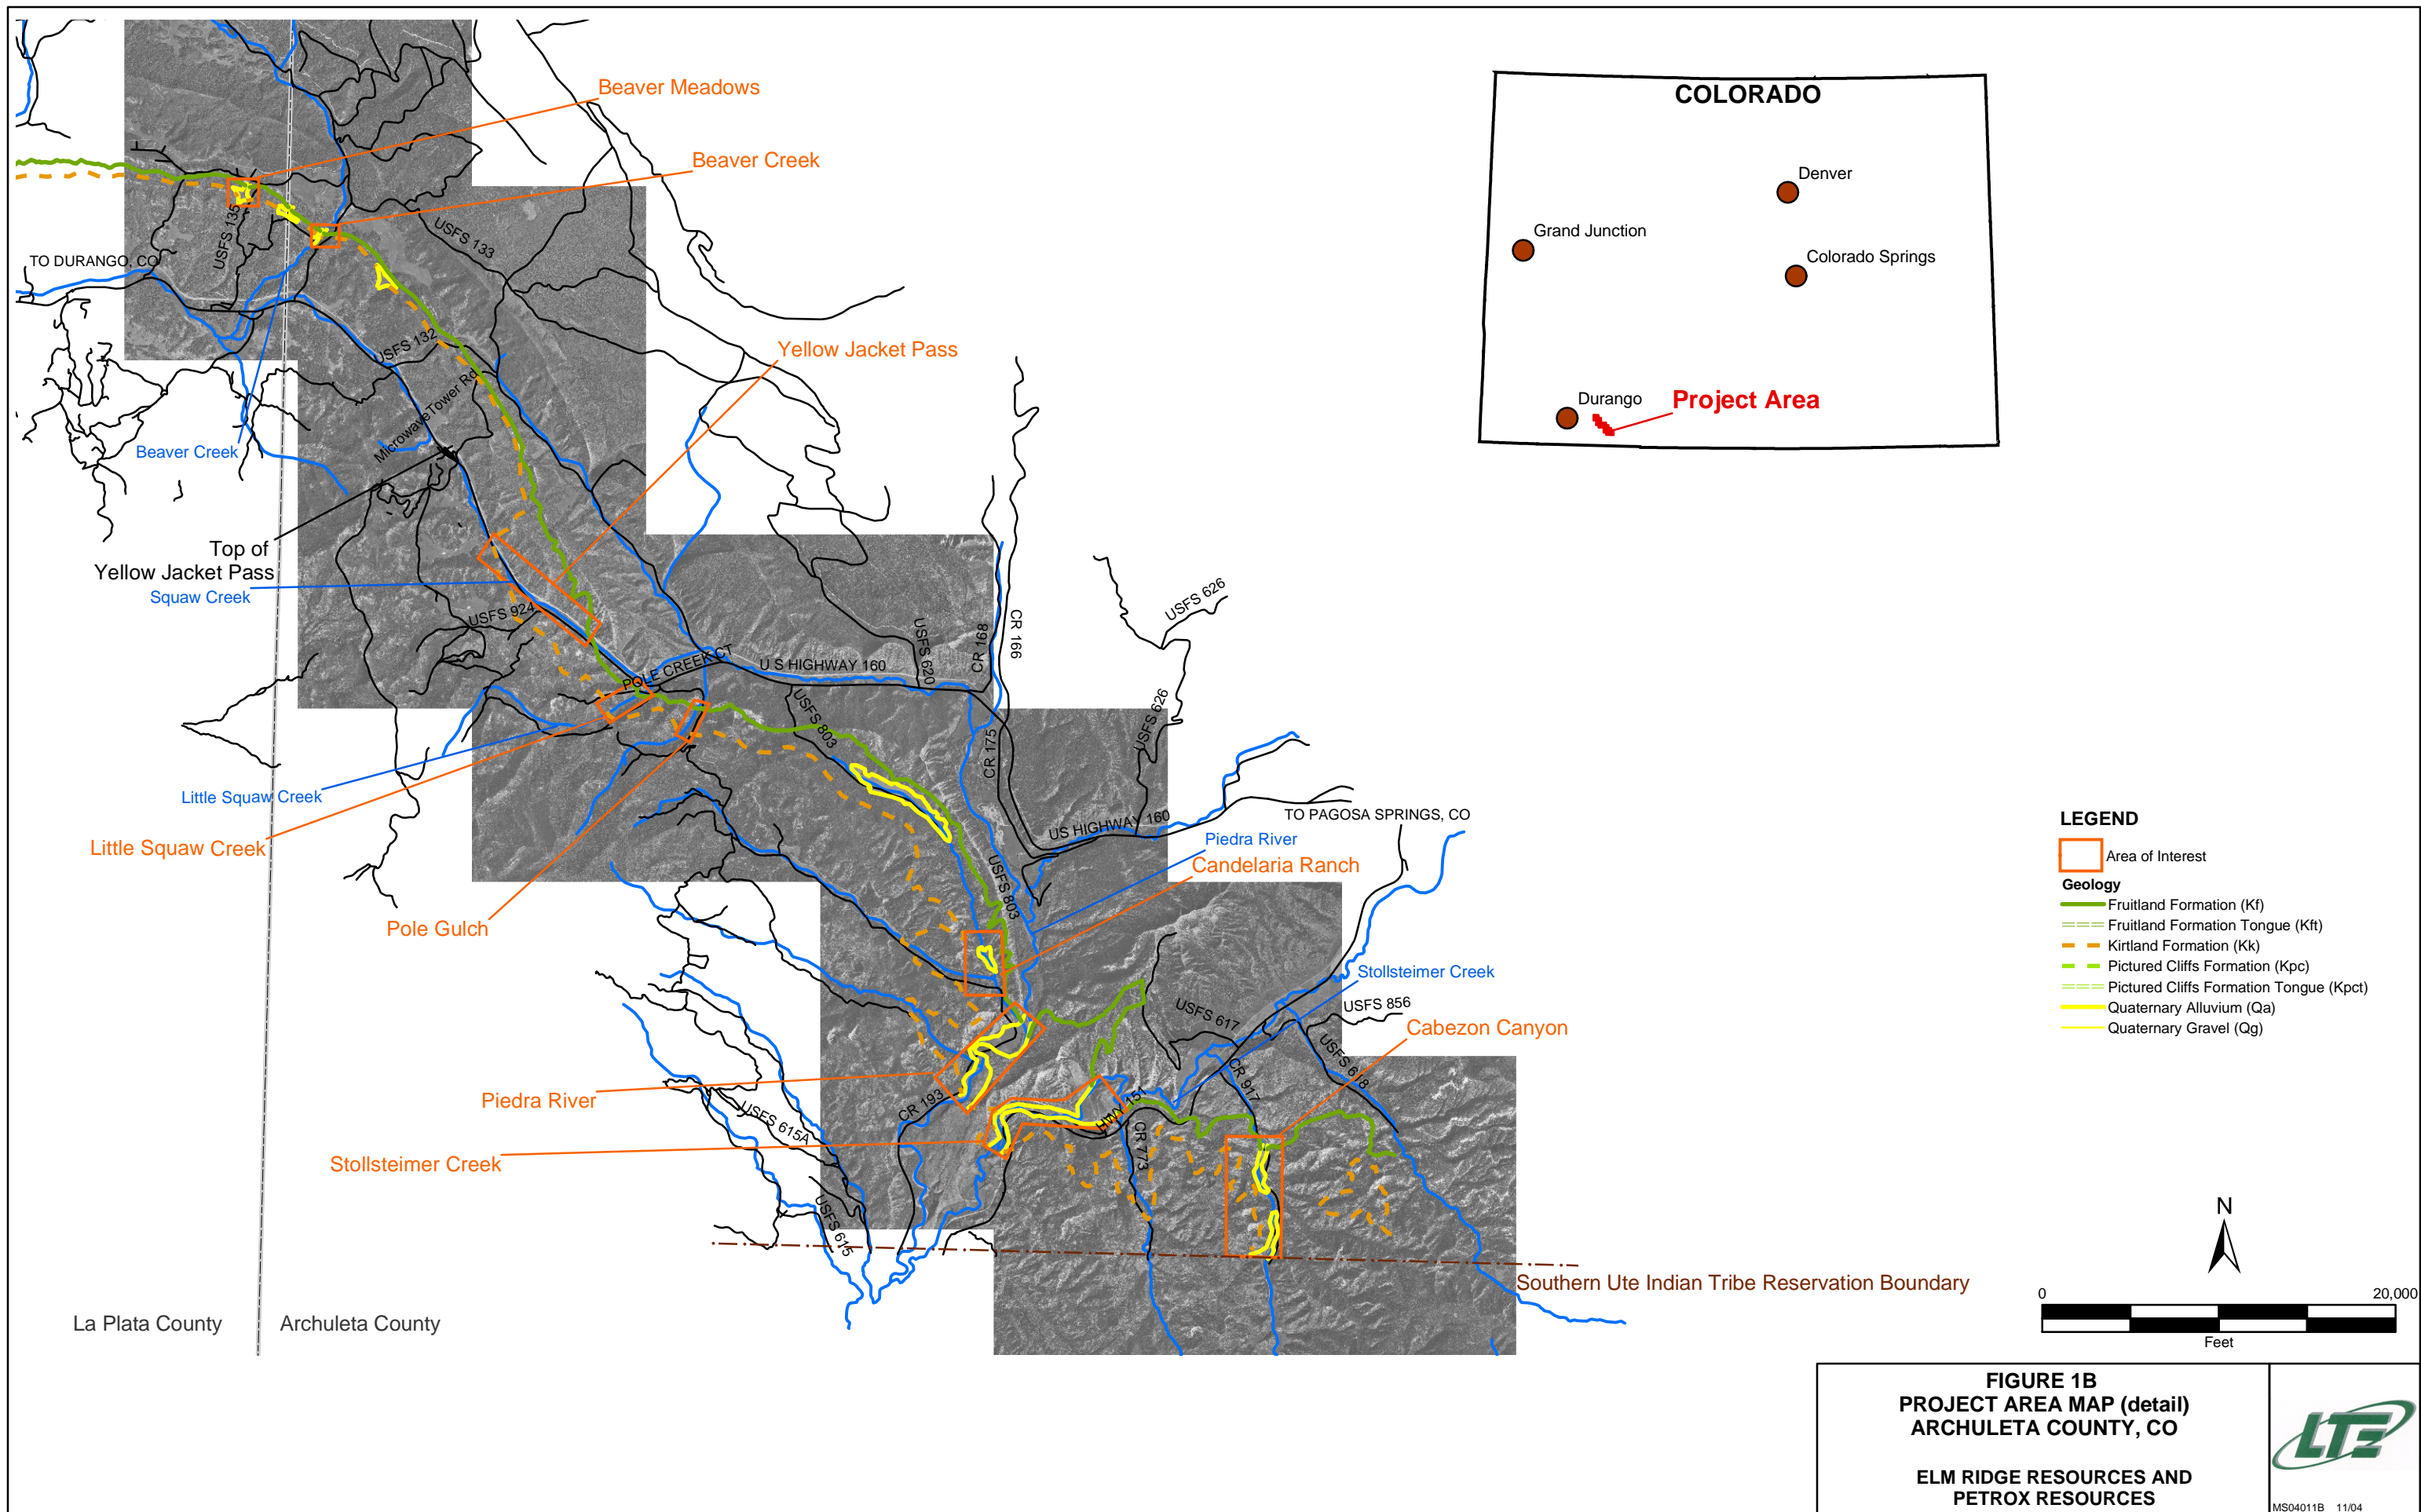 Beaver Meadows
Beaver Creek
USFS 133
USFS 135
TO DURANGO, CO
USFS 132
Yellow Jacket Pass
Microwave Tower Rd
Beaver Creek
Top of
Yellow Jacket Pass
Squaw Creek
USFS 924
POLE CREEK CT
U S HIGHWAY 160
USFS 620
CR 168
CR 166
USFS 626
USFS 626
USFS 803
CR 175
Little Squaw Creek
Little Squaw Creek
Pole Gulch
US HIGHWAY 160
TO PAGOSA SPRINGS, CO
Piedra River
Candelaria Ranch
USFS 803
Stollsteimer Creek
USFS 617
USFS 856
Cabezon Canyon
USFS 618
CR 917
Piedra River
CR 193
HWY 151
CR 773
USFS 615A
Stollsteimer Creek
USFS 615
Southern Ute Indian Tribe Reservation Boundary
La Plata County
Archuleta County
COLORADO
Denver
Grand Junction
Colorado Springs
Durango
Project Area
LEGEND
Area of Interest
Geology
Fruitland Formation (Kf)
Fruitland Formation Tongue (Kft)
Kirtland Formation (Kk)
Pictured Cliffs Formation (Kpc)
Pictured Cliffs Formation Tongue (Kpct)
Quaternary Alluvium (Qa)
Quaternary Gravel (Qg)
N
0 20,000
Feet
FIGURE 1B
PROJECT AREA MAP (detail)
ARCHULETA COUNTY, CO
ELM RIDGE RESOURCES AND
PETROX RESOURCES
LTE
MS04011B 11/04